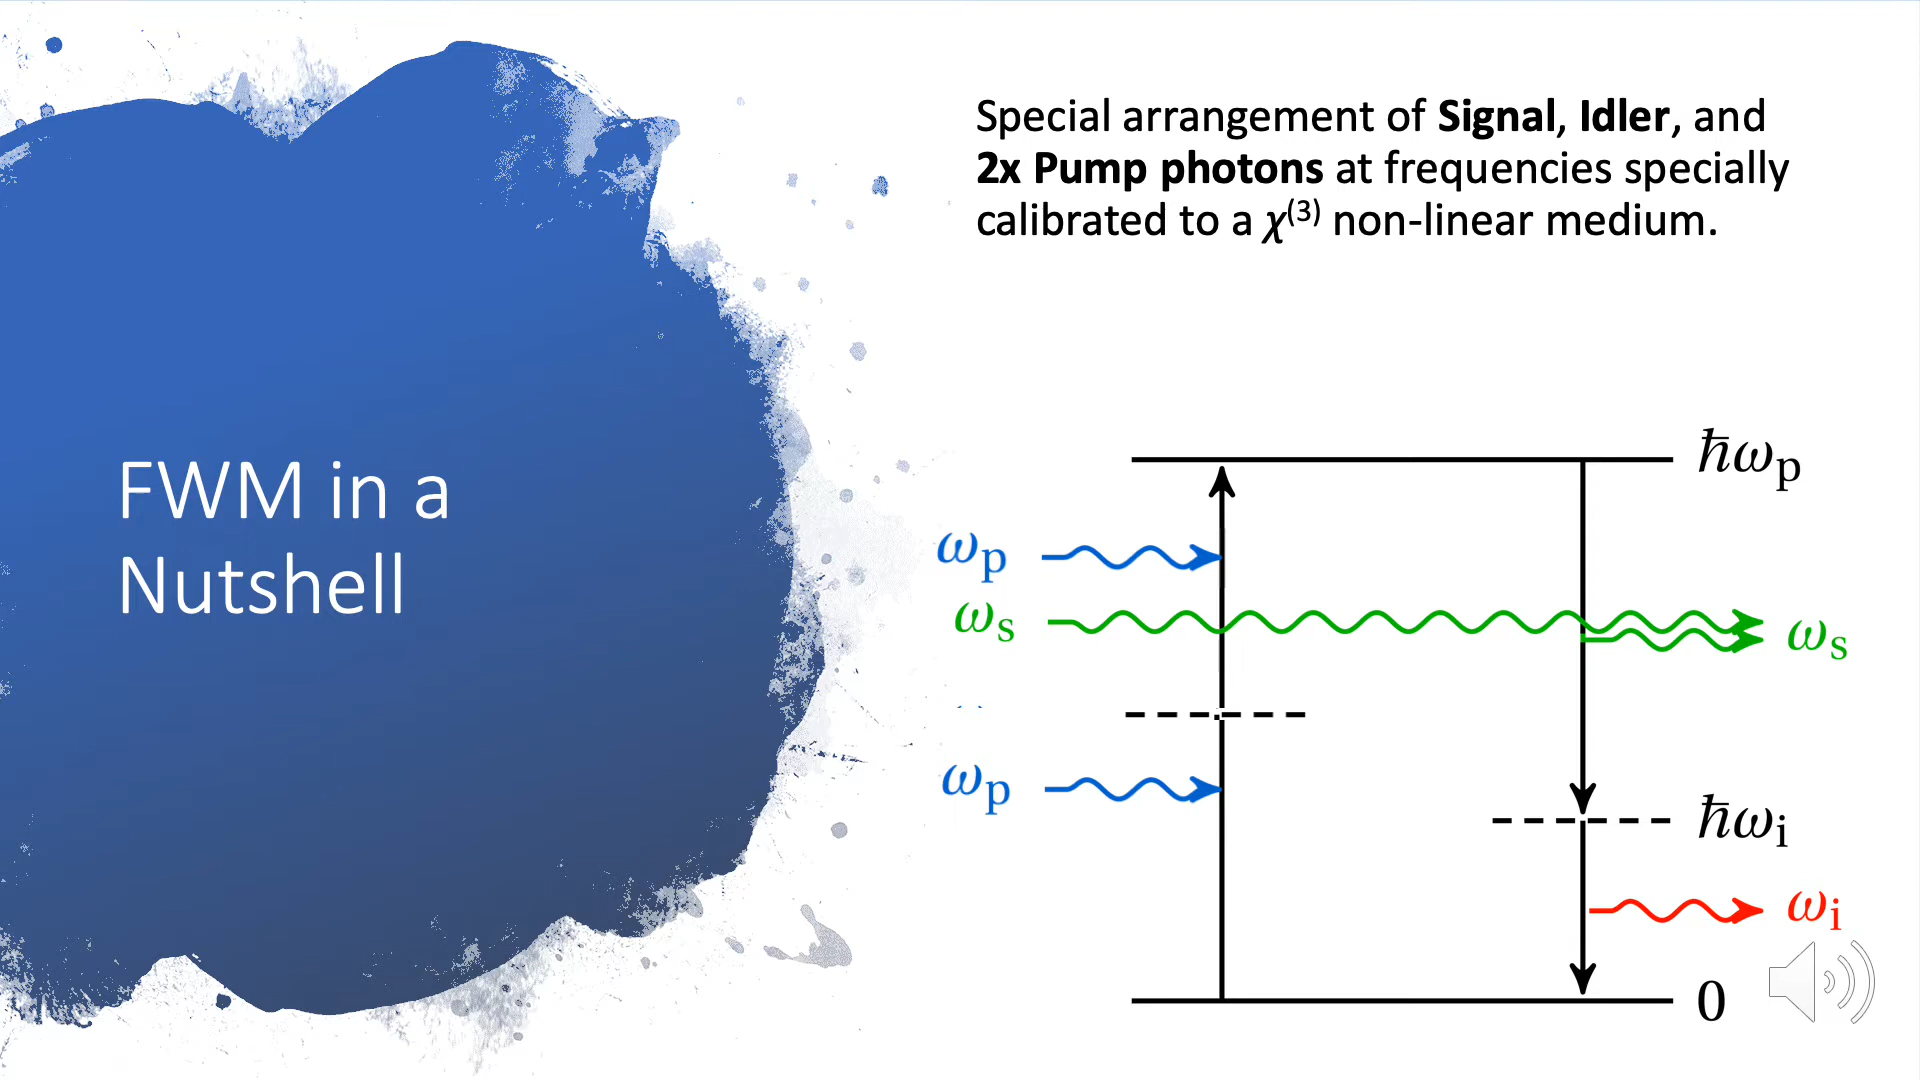 FWM in a
Nutshell
Special arrangement of Signal, Idler, and
2x Pump photons at frequencies specially
calibrated to a χ⁽³⁾ non-linear medium.
ħωₚ
ωₚ
ωₛ
ωₛ
ωₚ
ħωᵢ
ωᵢ
0